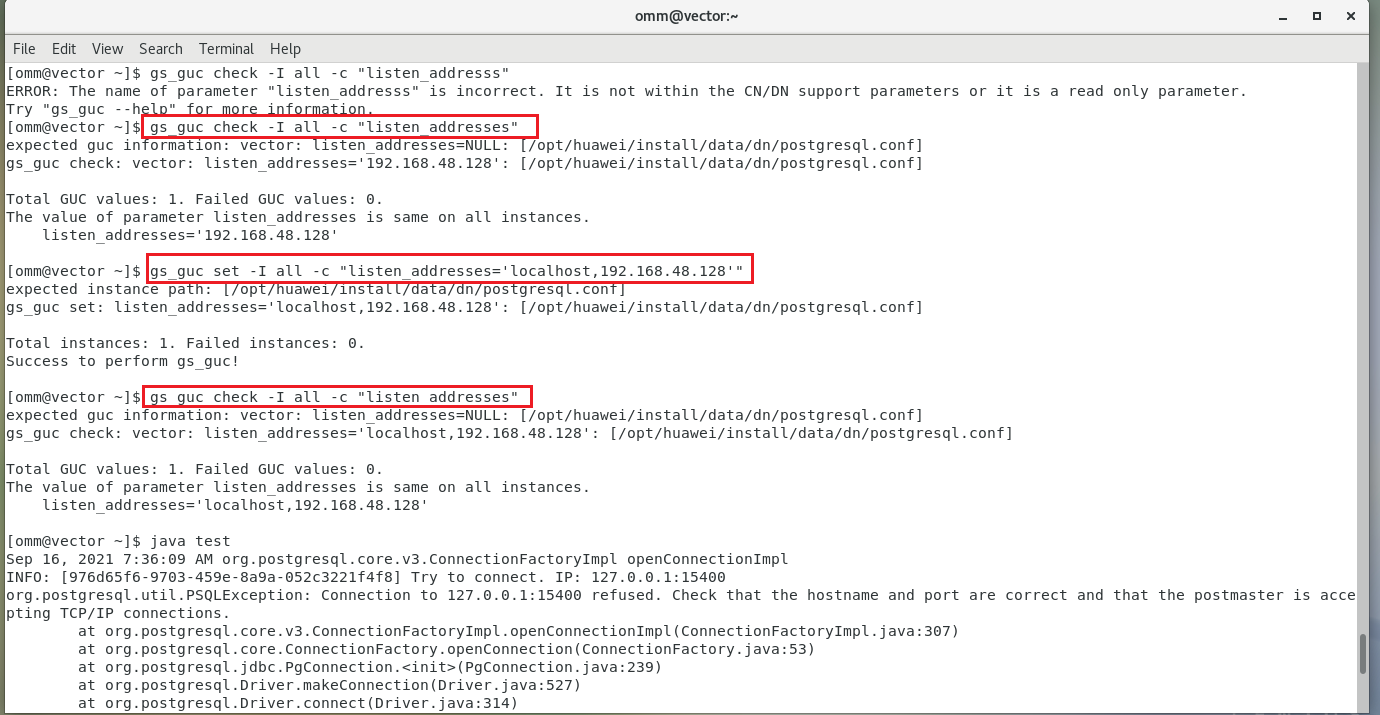 omm@vector:~
File Edit View Search Terminal Help
[omm@vector ~]$ gs_guc check -I all -c "listen_addresss"
ERROR: The name of parameter "listen_addresss" is incorrect. It is not within the CN/DN support parameters or it is a read only parameter.
Try "gs_guc --help" for more information.
[omm@vector ~]$ gs_guc check -I all -c "listen_addresses"
expected guc information: vector: listen_addresses=NULL: [/opt/huawei/install/data/dn/postgresql.conf]
gs_guc check: vector: listen_addresses='192.168.48.128': [/opt/huawei/install/data/dn/postgresql.conf]
Total GUC values: 1. Failed GUC values: 0.
The value of parameter listen_addresses is same on all instances.
    listen_addresses='192.168.48.128'
[omm@vector ~]$ gs_guc set -I all -c "listen_addresses='localhost,192.168.48.128'"
expected instance path: [/opt/huawei/install/data/dn/postgresql.conf]
gs_guc set: listen_addresses='localhost,192.168.48.128': [/opt/huawei/install/data/dn/postgresql.conf]
Total instances: 1. Failed instances: 0.
Success to perform gs_guc!
[omm@vector ~]$ gs_guc check -I all -c "listen_addresses"
expected guc information: vector: listen_addresses=NULL: [/opt/huawei/install/data/dn/postgresql.conf]
gs_guc check: vector: listen_addresses='localhost,192.168.48.128': [/opt/huawei/install/data/dn/postgresql.conf]
Total GUC values: 1. Failed GUC values: 0.
The value of parameter listen_addresses is same on all instances.
    listen_addresses='localhost,192.168.48.128'
[omm@vector ~]$ java test
Sep 16, 2021 7:36:09 AM org.postgresql.core.v3.ConnectionFactoryImpl openConnectionImpl
INFO: [976d65f6-9703-459e-8a9a-052c3221f4f8] Try to connect. IP: 127.0.0.1:15400
org.postgresql.util.PSQLException: Connection to 127.0.0.1:15400 refused. Check that the hostname and port are correct and that the postmaster is acce
pting TCP/IP connections.
        at org.postgresql.core.v3.ConnectionFactoryImpl.openConnectionImpl(ConnectionFactoryImpl.java:307)
        at org.postgresql.core.ConnectionFactory.openConnection(ConnectionFactory.java:53)
        at org.postgresql.jdbc.PgConnection.<init>(PgConnection.java:239)
        at org.postgresql.Driver.makeConnection(Driver.java:527)
        at org.postgresql.Driver.connect(Driver.java:314)